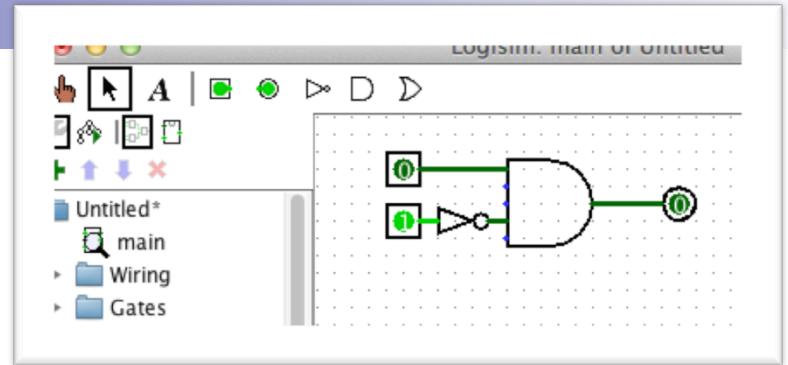 Logisim: main of Untitled
A
0
1
0
Untitled*
main
Wiring
Gates